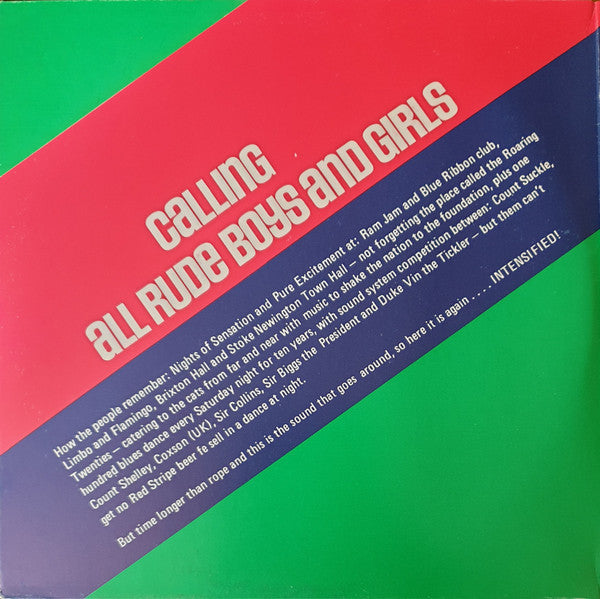 CALLING
ALL RUDE BOYS AND GIRLS
How the people remember: Nights of Sensation and Pure Excitement at: Ram Jam and Blue Ribbon club,
Limbo and Flamingo, Brixton Hall and Stoke Newington Town Hall — not forgetting the place called the Roaring
Twenties — catering to the cats from far and near with music to shake the nation to the foundation, plus one
hundred blues dance every Saturday night for ten years, with sound system competition between: Count Suckle,
Count Shelley, Coxson (U.K), Sir Collins, Sir Biggs the President and Duke Vin the Tickler — but them can't
get no Red Stripe beer fe sell in a dance at night.
But time longer than rope and this is the sound that goes around, so here it is again . . . . INTENSIFIED!